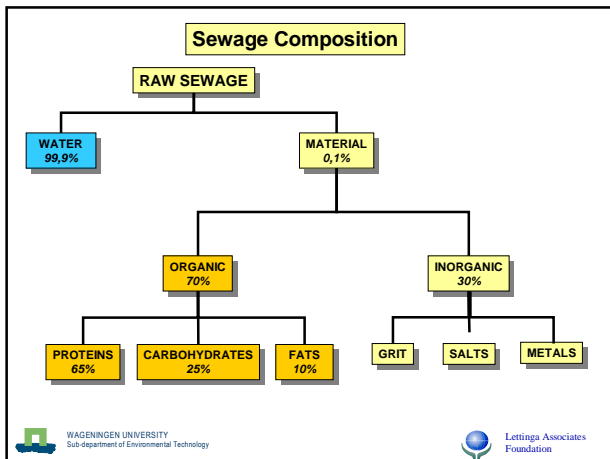 Sewage Composition
RAW SEWAGE
WATER
99,9%
MATERIAL
0,1%
ORGANIC
70%
INORGANIC
30%
PROTEINS
65%
CARBOHYDRATES
25%
FATS
10%
GRIT
SALTS
METALS
WAGENINGEN UNIVERSITY
Sub-department of Environmental Technology
Lettinga Associates
Foundation